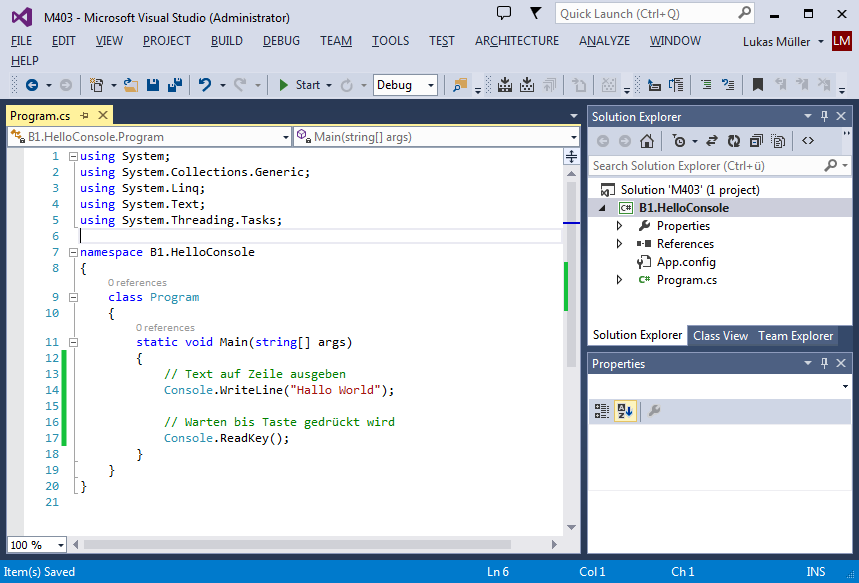 M403 - Microsoft Visual Studio (Administrator)
Quick Launch (Ctrl+Q)
FILE EDIT VIEW PROJECT BUILD DEBUG TEAM TOOLS TEST ARCHITECTURE ANALYZE WINDOW Lukas Müller LM
HELP
Start Debug
Program.cs
B1.HelloConsole.Program Main(string[] args)
1 using System;
2 using System.Collections.Generic;
3 using System.Linq;
4 using System.Text;
5 using System.Threading.Tasks;
6
7 namespace B1.HelloConsole
8 {
0 references
9 class Program
10 {
0 references
11 static void Main(string[] args)
12 {
13 // Text auf Zeile ausgeben
14 Console.WriteLine("Hallo World");
15
16 // Warten bis Taste gedrückt wird
17 Console.ReadKey();
18 }
19 }
20 }
21
100 %
Solution Explorer
Search Solution Explorer (Ctrl+ü)
Solution 'M403' (1 project)
C# B1.HelloConsole
Properties
References
App.config
C# Program.cs
Solution Explorer Class View Team Explorer
Properties
Item(s) Saved Ln 6 Col 1 Ch 1 INS